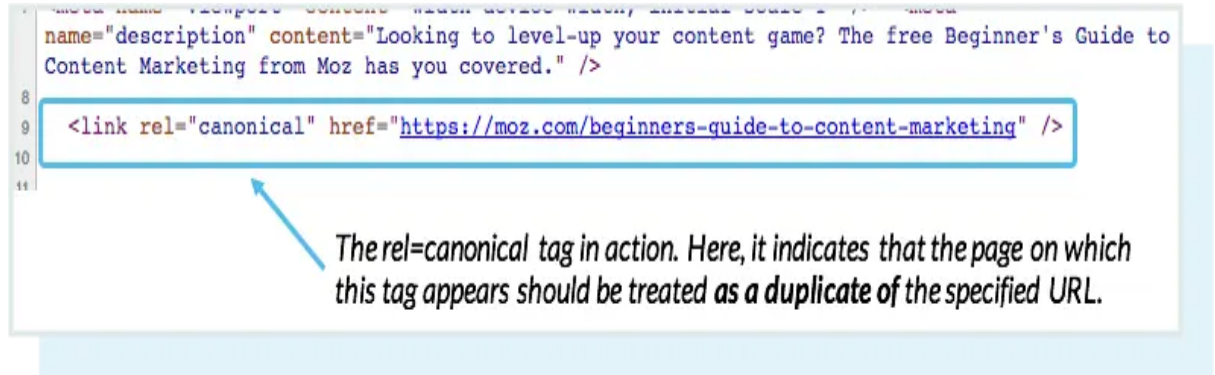 name="description" content="Looking to level-up your content game? The free Beginner's Guide to
Content Marketing from Moz has you covered." />
8
9 <link rel="canonical" href="https://moz.com/beginners-guide-to-content-marketing" />
10
11
The rel=canonical tag in action. Here, it indicates that the page on which
this tag appears should be treated as a duplicate of the specified URL.